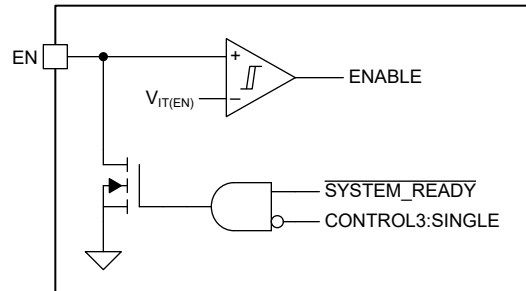 EN
+
ENABLE
V_IT(EN)
−
SYSTEM_READY
CONTROL3:SINGLE